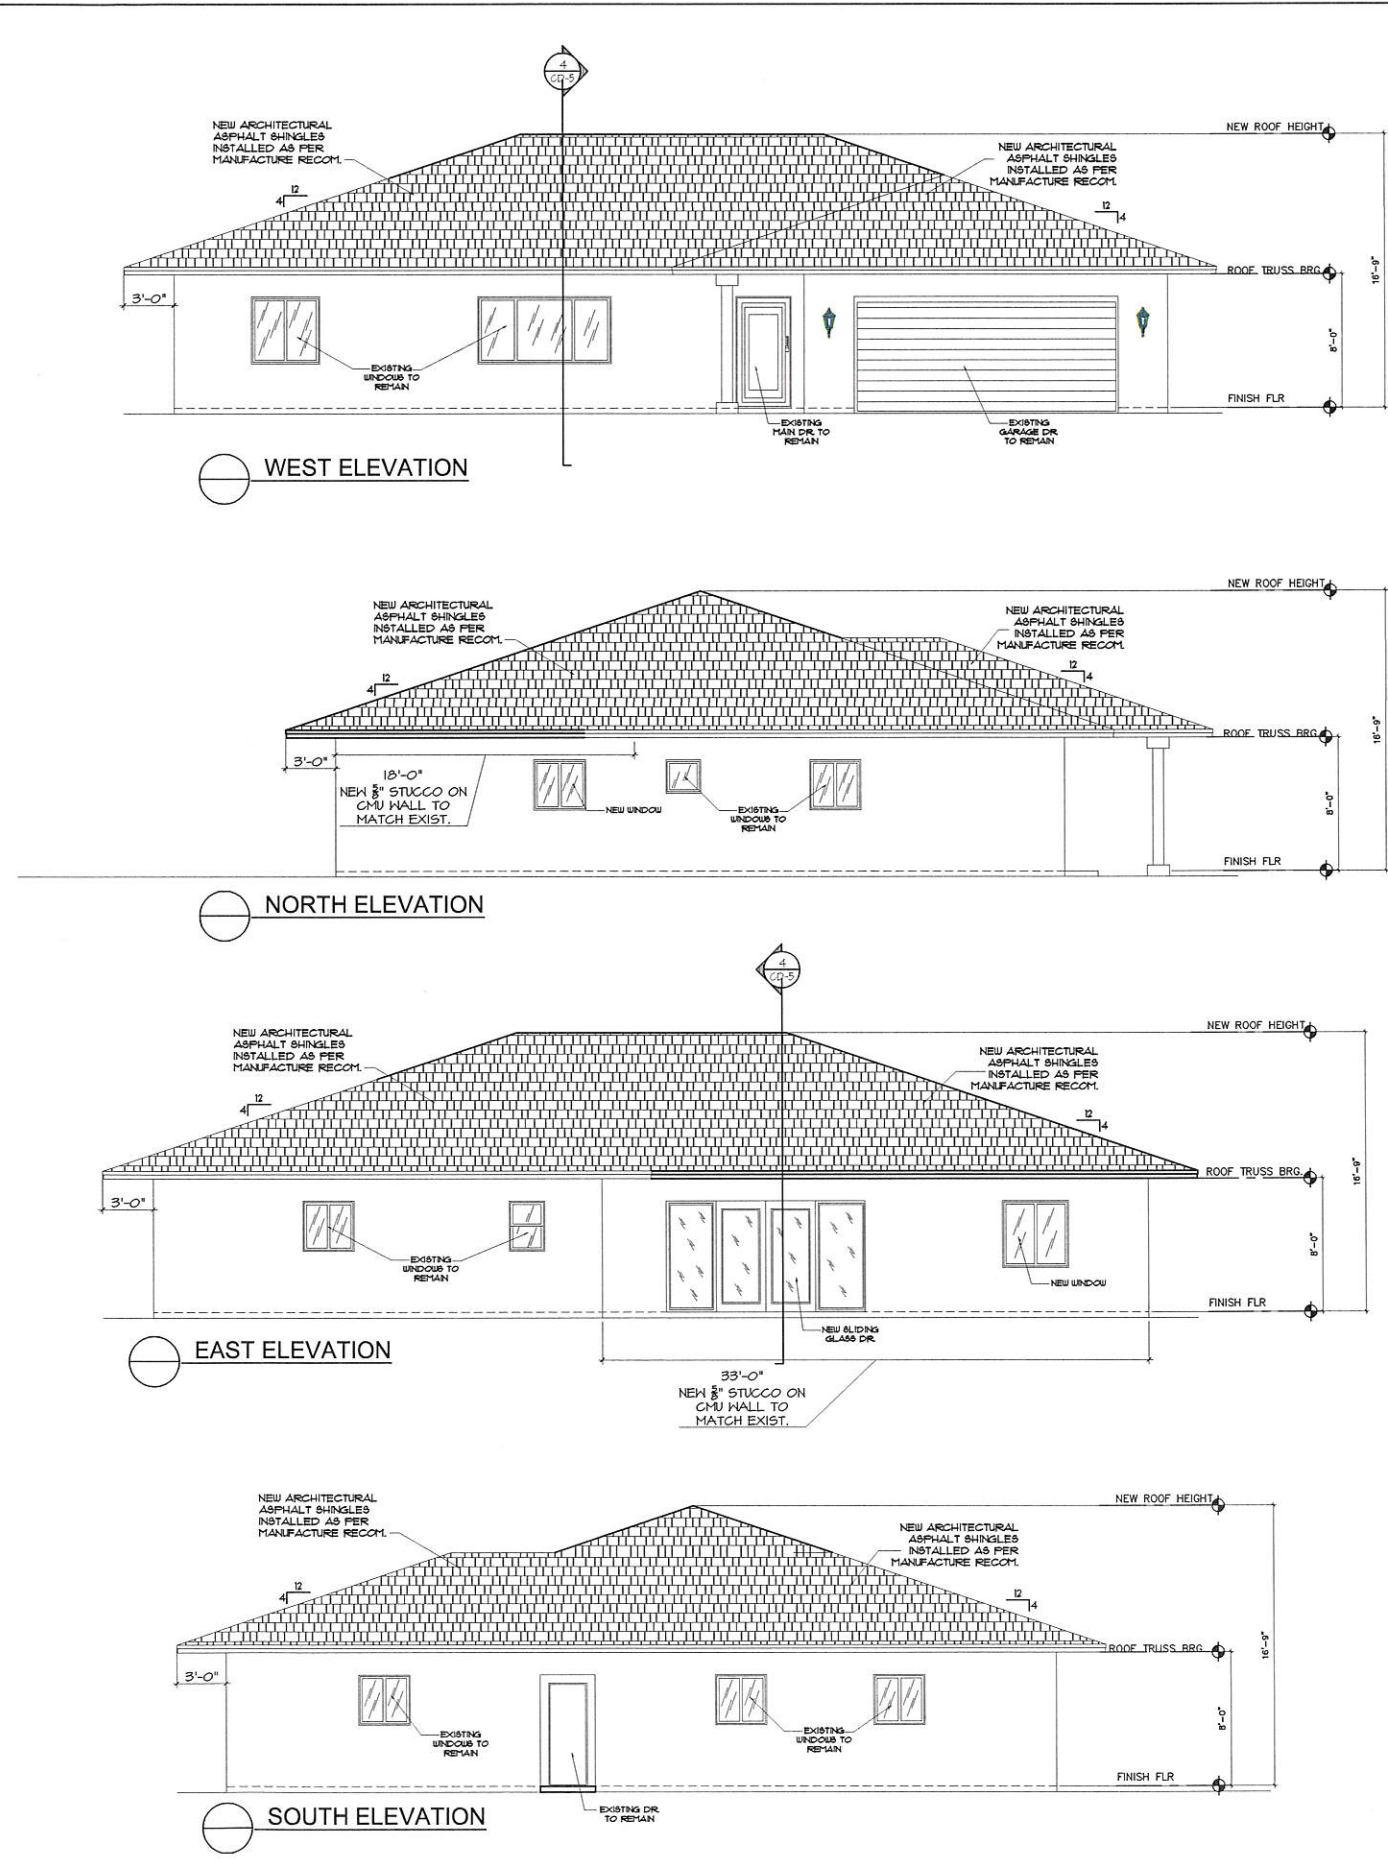 4
CD-5
NEW ARCHITECTURAL
ASPHALT SHINGLES
INSTALLED AS PER
MANUFACTURE RECOM.
NEW ROOF HEIGHT
NEW ARCHITECTURAL
ASPHALT SHINGLES
INSTALLED AS PER
MANUFACTURE RECOM.
12
4
12
4
ROOF TRUSS BRG.
16'-9"
3'-0"
8'-0"
EXISTING
WINDOWS TO
REMAIN
FINISH FLR
EXISTING
MAIN DR. TO
REMAIN
EXISTING
GARAGE DR
TO REMAIN
WEST ELEVATION
NEW ROOF HEIGHT
NEW ARCHITECTURAL
ASPHALT SHINGLES
INSTALLED AS PER
MANUFACTURE RECOM.
NEW ARCHITECTURAL
ASPHALT SHINGLES
INSTALLED AS PER
MANUFACTURE RECOM.
12
4
12
4
ROOF TRUSS BRG.
16'-9"
3'-0"
18'-0"
NEW 5/8" STUCCO ON
CMU WALL TO
MATCH EXIST.
NEW WINDOW
EXISTING
WINDOWS TO
REMAIN
8'-0"
FINISH FLR
NORTH ELEVATION
4
CD-5
NEW ROOF HEIGHT
NEW ARCHITECTURAL
ASPHALT SHINGLES
INSTALLED AS PER
MANUFACTURE RECOM.
NEW ARCHITECTURAL
ASPHALT SHINGLES
INSTALLED AS PER
MANUFACTURE RECOM.
12
4
12
4
ROOF TRUSS BRG.
16'-9"
3'-0"
8'-0"
EXISTING
WINDOWS TO
REMAIN
NEW WINDOW
FINISH FLR
NEW SLIDING
GLASS DR.
EAST ELEVATION
33'-0"
NEW 5/8" STUCCO ON
CMU WALL TO
MATCH EXIST.
NEW ROOF HEIGHT
NEW ARCHITECTURAL
ASPHALT SHINGLES
INSTALLED AS PER
MANUFACTURE RECOM.
NEW ARCHITECTURAL
ASPHALT SHINGLES
INSTALLED AS PER
MANUFACTURE RECOM.
12
4
12
4
ROOF TRUSS BRG.
16'-9"
3'-0"
8'-0"
EXISTING
WINDOWS TO
REMAIN
EXISTING
WINDOWS TO
REMAIN
FINISH FLR
EXISTING DR.
TO REMAIN
SOUTH ELEVATION